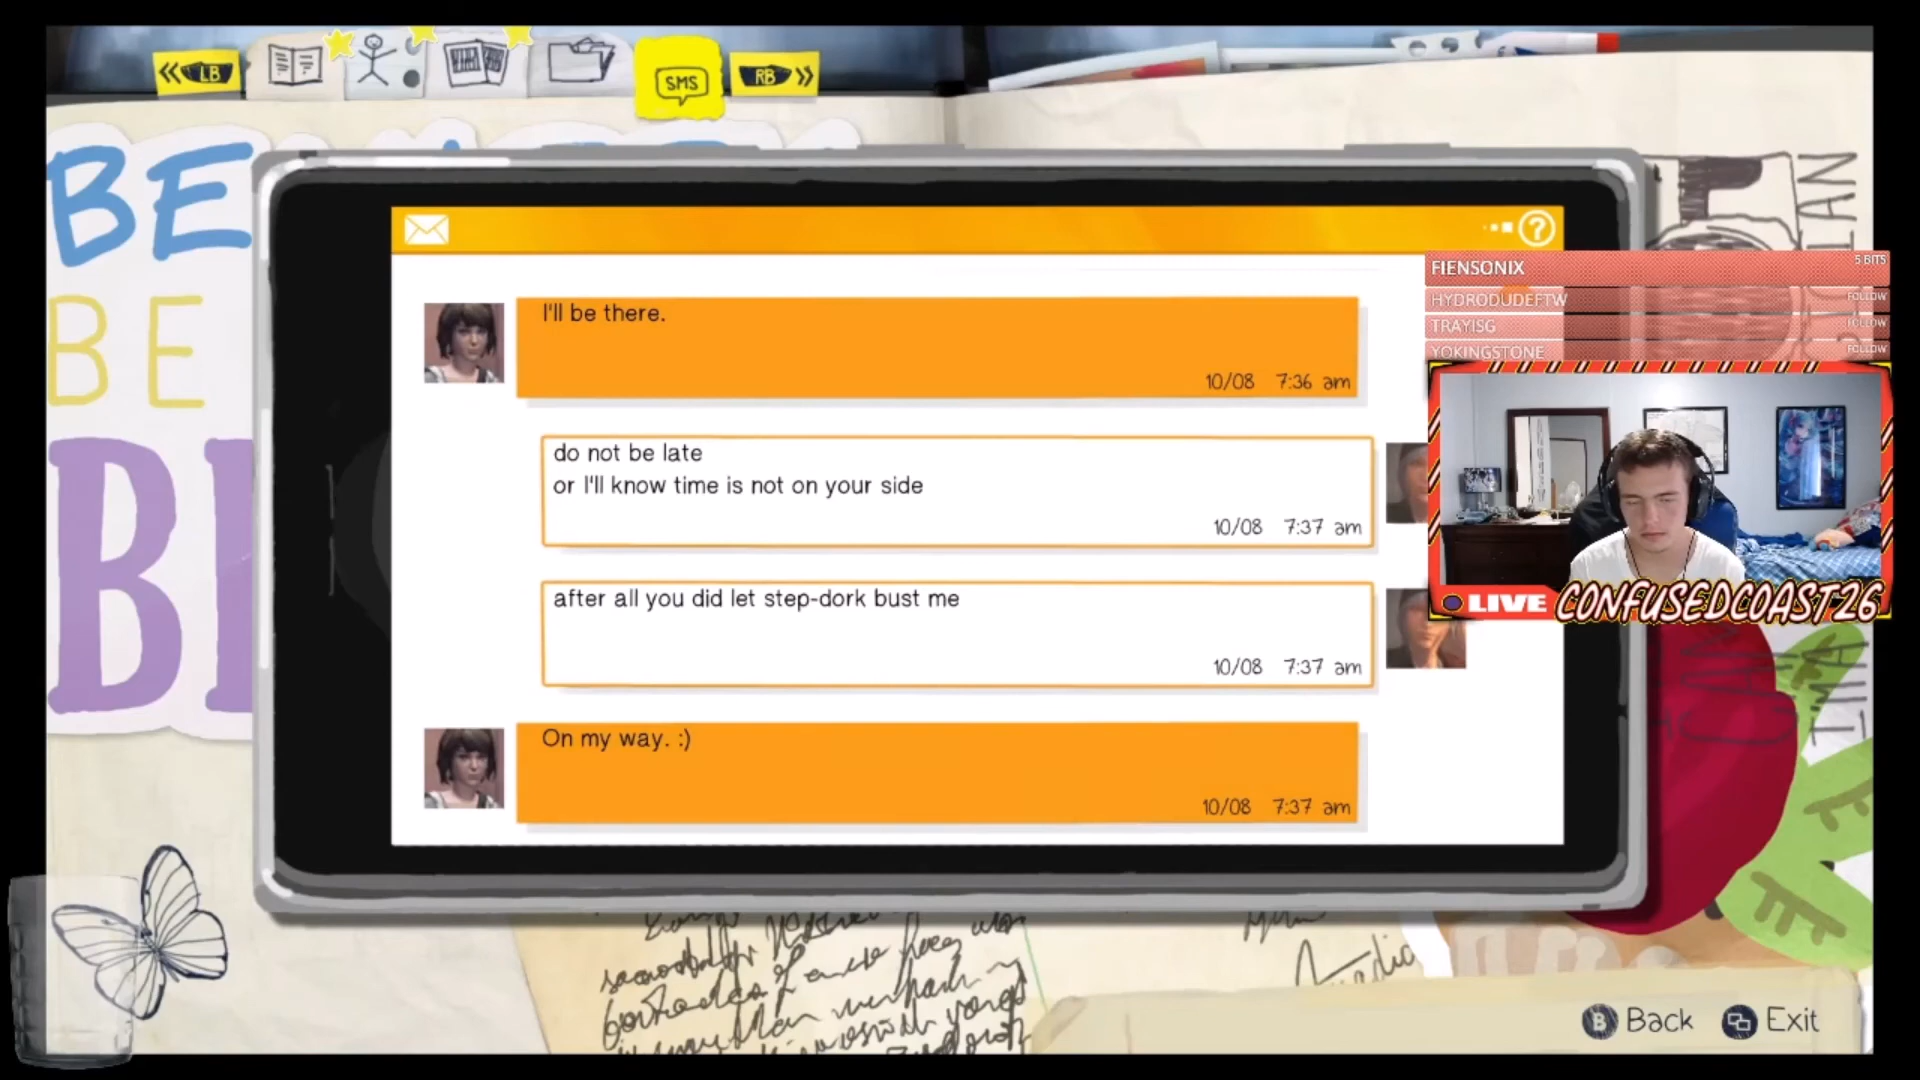 LB
SMS
RB
BE
BE
I'll be there.
10/08 7:36 am
do not be late
or I'll know time is not on your side
10/08 7:37 am
after all you did let step-dork bust me
10/08 7:37 am
On my way. :)
10/08 7:37 am
?
FIENSONIX 5 BITS
HYDRODUDEFTW FOLLOW
TRAYISG FOLLOW
YOKINGSTONE FOLLOW
LIVE CONFUSEDCOAST26
B Back Exit